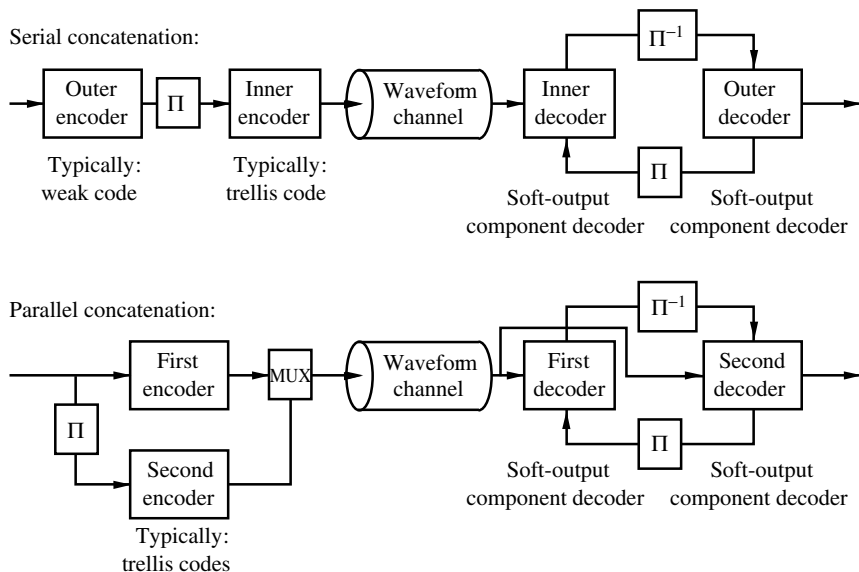 Serial concatenation:
Π⁻¹
Outer
encoder
Π
Inner
encoder
Waveform
channel
Inner
decoder
Outer
decoder
Π
Typically:
weak code
Typically:
trellis code
Soft-output
component decoder
Soft-output
component decoder
Parallel concatenation:
Π⁻¹
First
encoder
MUX
Waveform
channel
First
decoder
Second
decoder
Π
Π
Second
encoder
Soft-output
component decoder
Soft-output
component decoder
Typically:
trellis codes